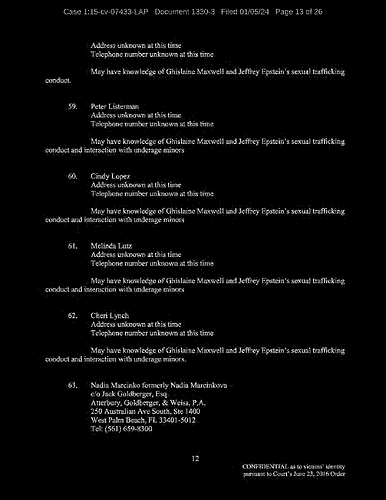 Case 1:15-cv-07433-LAP Document 1330-3 Filed 01/05/24 Page 13 of 26
Address unknown at this time
Telephone number unknown at this time
May have knowledge of Ghislaine Maxwell and Jeffrey Epstein's sexual trafficking
conduct.
59. Peter Listerman
Address unknown at this time
Telephone number unknown at this time
May have knowledge of Ghislaine Maxwell and Jeffrey Epstein's sexual trafficking
conduct and interaction with underage minors
60. Cindy Lopez
Address unknown at this time
Telephone number unknown at this time
May have knowledge of Ghislaine Maxwell and Jeffrey Epstein's sexual trafficking
conduct and interaction with underage minors
61. Melinda Lutz
Address unknown at this time
Telephone number unknown at this time
May have knowledge of Ghislaine Maxwell and Jeffrey Epstein's sexual trafficking
conduct and interaction with underage minors
62. Cheri Lynch
Address unknown at this time
Telephone number unknown at this time
May have knowledge of Ghislaine Maxwell and Jeffrey Epstein's sexual trafficking
conduct and interaction with underage minors.
63. Nadia Marcinko formerly Nadia Marcinkova
c/o Jack Goldberger, Esq.
Atterbury, Goldberger, & Weiss, P.A.
250 Australian Ave South, Ste 1400
West Palm Beach, FL 33401-5012
Tel: (561) 659-8300
12
CONFIDENTIAL as to victims' identity
pursuant to Court's June 23, 2016 Order